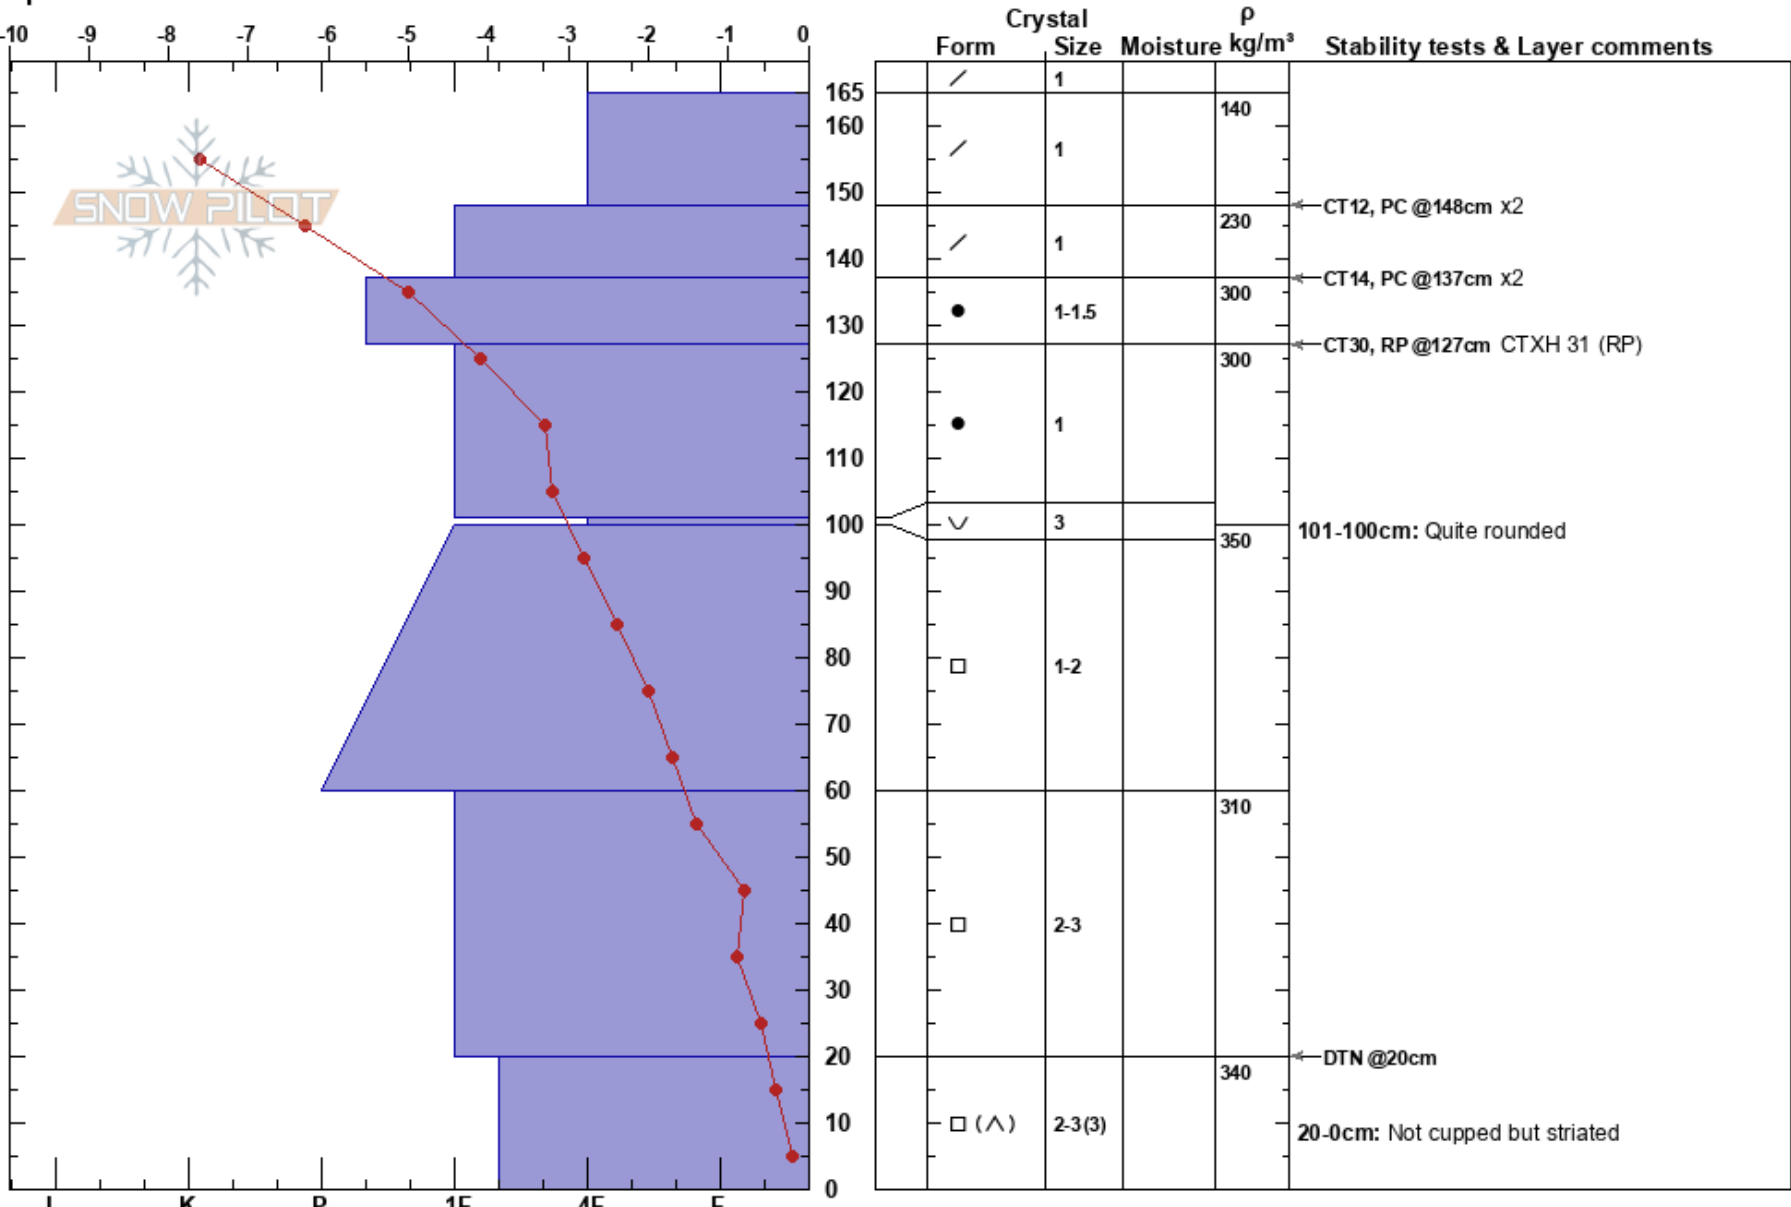 -10 -9 -8 -7 -6 -5 -4 -3 -2 -1 0
Crystal ρ
Form Size Moisture kg/m³ Stability tests & Layer comments
1
165
140
160
SNOW PILOT
1
150
CT12, PC @148cm x2
230
1
140
CT14, PC @137cm x2
300
1-1.5
130
CT30, RP @127cm CTXH 31 (RP)
300
120
1
110
100 3
101-100cm: Quite rounded
350
90
80
1-2
70
60
310
50
40 2-3
30
20
DTN @20cm
340
10 2-3(3)
20-0cm: Not cupped but striated
0
I K P 1F 4F F